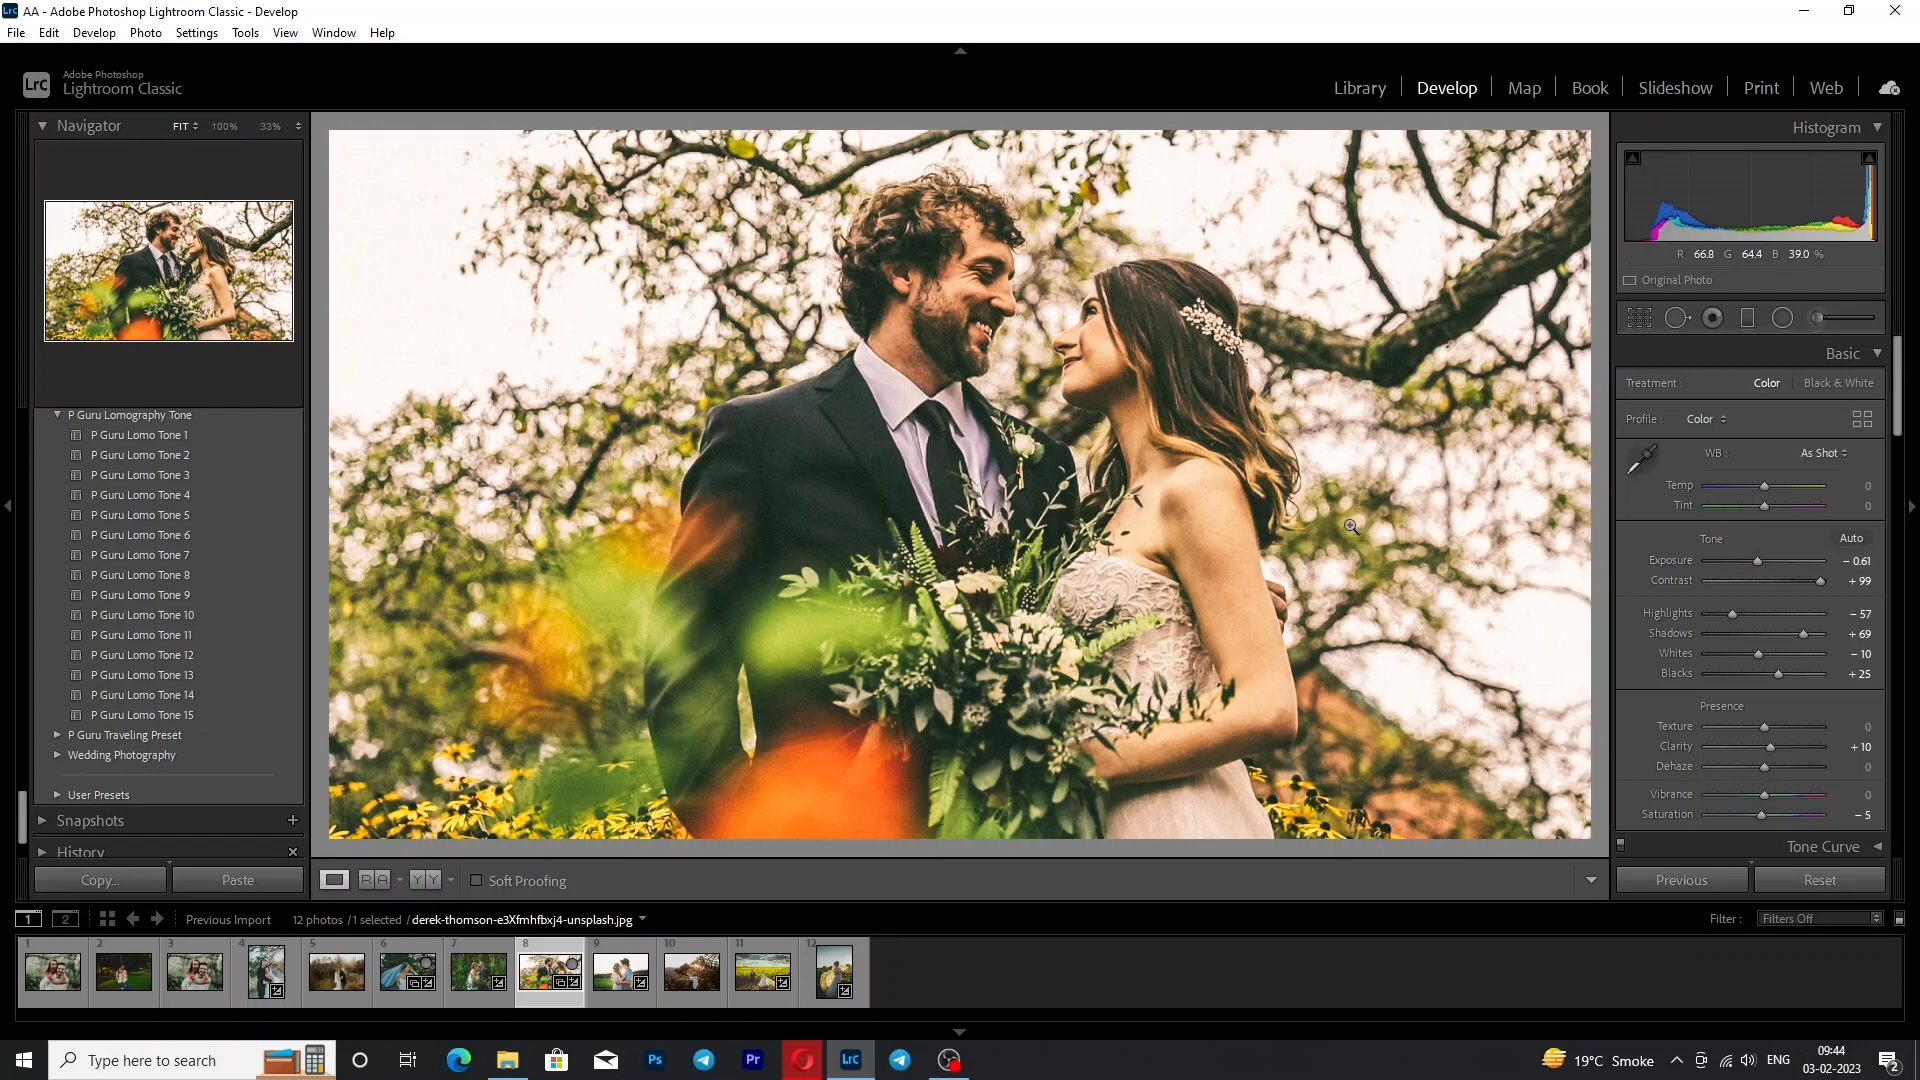 Lrc AA - Adobe Photoshop Lightroom Classic - Develop
File Edit Develop Photo Settings Tools View Window Help
LrC Adobe Photoshop
Lightroom Classic
Library Develop Map Book Slideshow Print Web
Navigator FIT 100% 33%
Histogram
R 66.8 G 64.4 B 39.0 %
Original Photo
Basic
Treatment : Color Black & White
Profile : Color
WB : As Shot
Temp 0
Tint 0
Tone Auto
Exposure - 0.61
Contrast + 99
Highlights - 57
Shadows + 69
Whites - 10
Blacks + 25
Presence
Texture 0
Clarity + 10
Dehaze 0
Vibrance 0
Saturation - 5
Tone Curve
Previous Reset
P Guru Lomography Tone
P Guru Lomo Tone 1
P Guru Lomo Tone 2
P Guru Lomo Tone 3
P Guru Lomo Tone 4
P Guru Lomo Tone 5
P Guru Lomo Tone 6
P Guru Lomo Tone 7
P Guru Lomo Tone 8
P Guru Lomo Tone 9
P Guru Lomo Tone 10
P Guru Lomo Tone 11
P Guru Lomo Tone 12
P Guru Lomo Tone 13
P Guru Lomo Tone 14
P Guru Lomo Tone 15
P Guru Traveling Preset
Wedding Photography
User Presets
Snapshots +
History
Copy... Paste
R A Y Y Soft Proofing
1 2 Previous Import 12 photos / 1 selected / derek-thomson-e3Xfmhfbxj4-unsplash.jpg Filter : Filters Off
1 2 3 4 5 6 7 8 9 10 11 12
Type here to search Ps Pr LrC 19°C Smoke ENG
09:44
03-02-2023
2